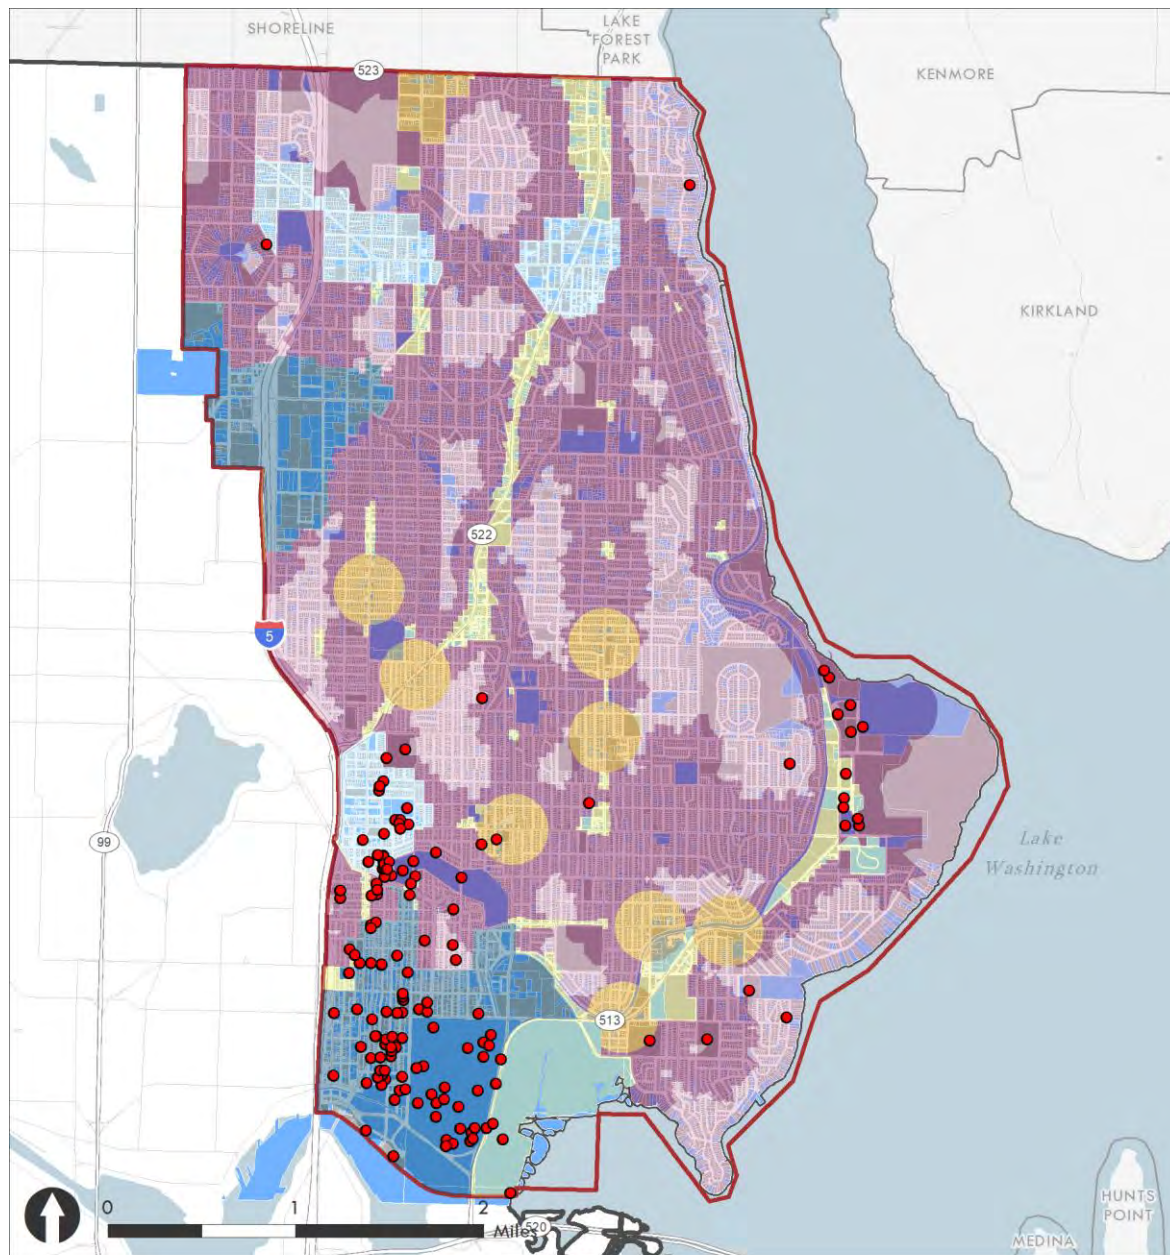 SHORELINE
LAKE
FOREST
PARK
523
KENMORE
KIRKLAND
522
5
99
Lake
Washington
513
0
1
2
Miles
520
HUNTS
POINT
MEDINA